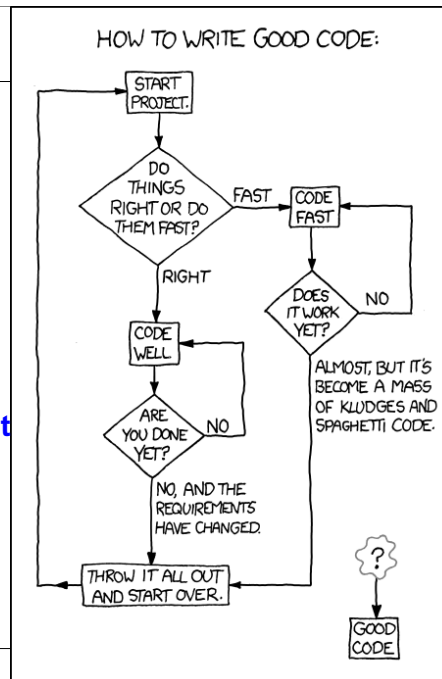 HOW TO WRITE GOOD CODE:
START
PROJECT.
DO
THINGS
RIGHT OR DO
THEM FAST?
FAST
CODE
FAST
RIGHT
DOES
IT WORK
YET?
NO
CODE
WELL
ALMOST, BUT IT'S
BECOME A MASS
OF KLUDGES AND
SPAGHETTI CODE.
ARE
YOU DONE
YET?
NO
t
NO, AND THE
REQUIREMENTS
HAVE CHANGED.
THROW IT ALL OUT
AND START OVER.
?
GOOD
CODE